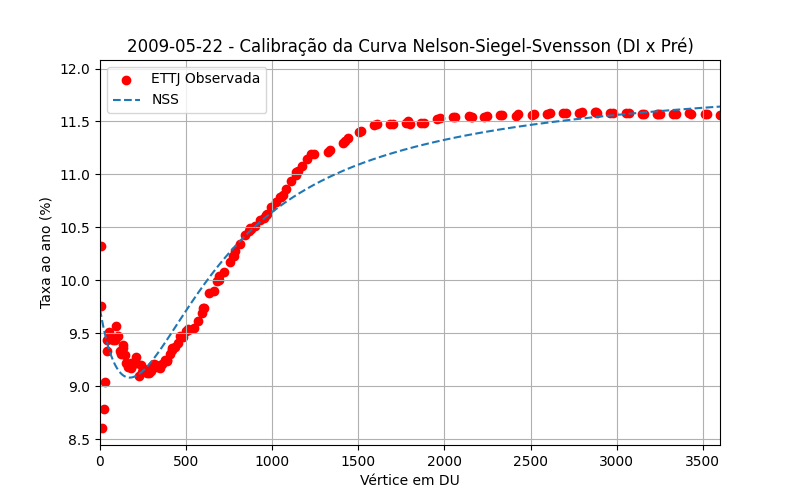 2009-05-22 - Calibração da Curva Nelson-Siegel-Svensson (DI x Pré)
ETTJ Observada
NSS
Taxa ao ano (%)
12.0
11.5
11.0
10.5
10.0
9.5
9.0
8.5
0 500 1000 1500 2000 2500 3000 3500
Vértice em DU